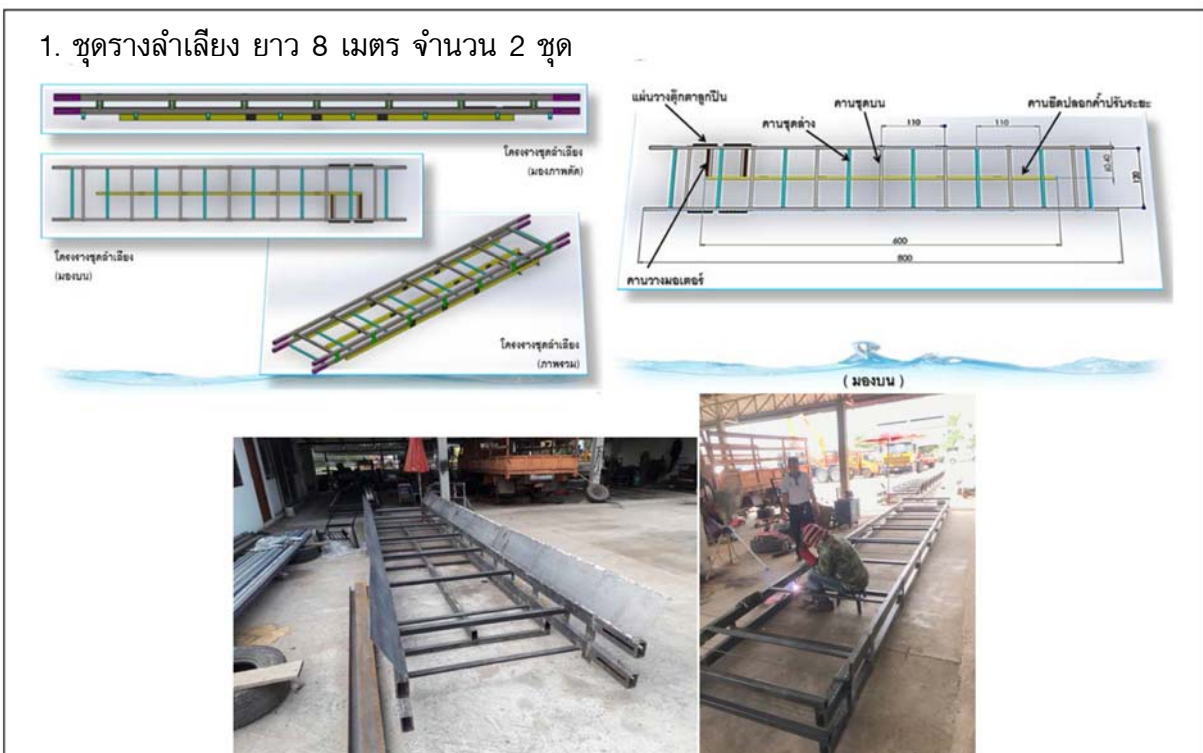 1. ชุดรางลำเลียง ยาว 8 เมตร จำนวน 2 ชุด
โครงรางชุดลำเลียง
(มองภาพตัด)
โครงรางชุดลำเลียง
(มองบน)
โครงรางชุดลำเลียง
(ภาพรวม)
แผ่นวางตุ๊กตาลูกปืน
คานชุดล่าง
คานชุดบน
คานยึดปลอกค้ำปรับระยะ
110
110
60.40
120
600
800
คานวางมอเตอร์
( มองบน )